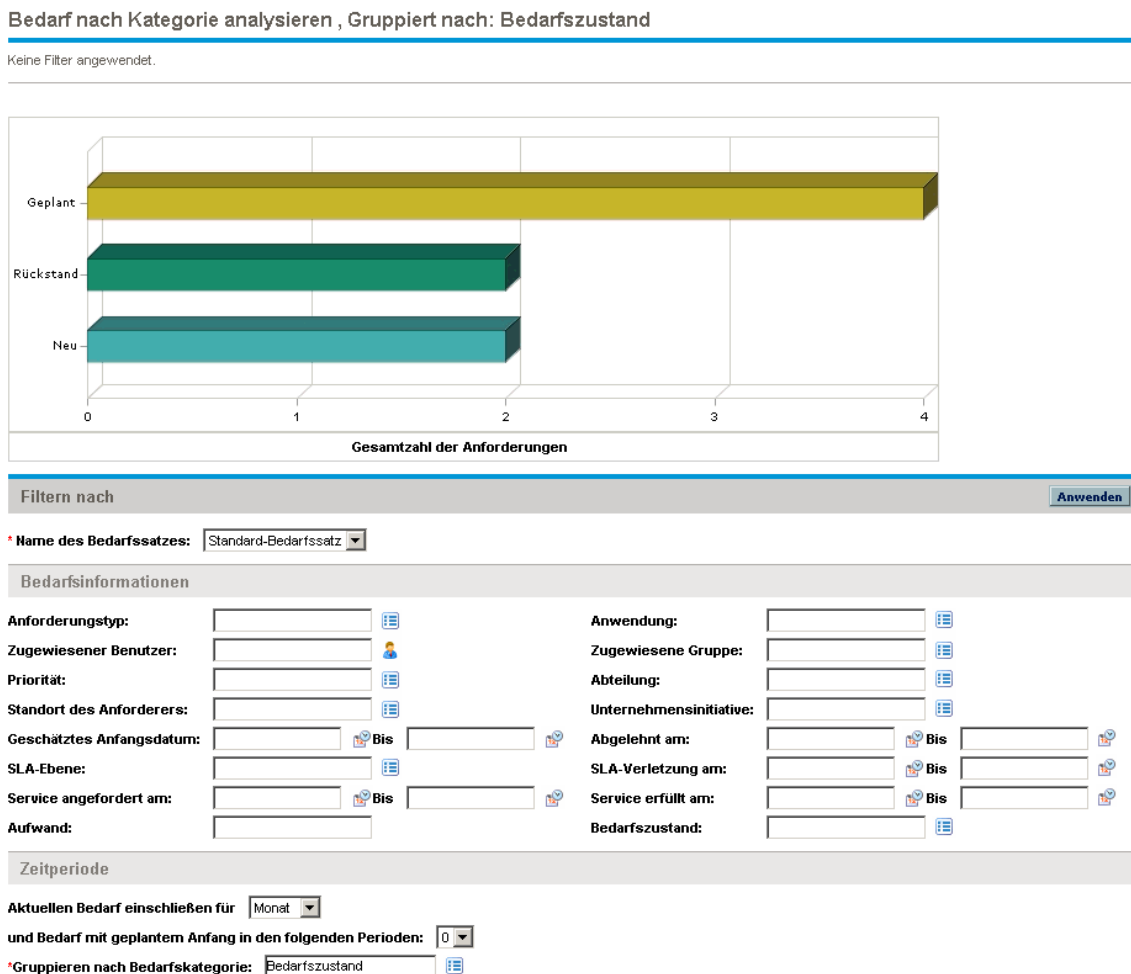 Bedarf nach Kategorie analysieren , Gruppiert nach: Bedarfszustand
Keine Filter angewendet.
Geplant
Rückstand
Neu
0 1 2 3 4
Gesamtzahl der Anforderungen
Filtern nach Anwenden
* Name des Bedarfssatzes: Standard-Bedarfssatz
Bedarfsinformationen
Anforderungstyp: Anwendung:
Zugewiesener Benutzer: Zugewiesene Gruppe:
Priorität: Abteilung:
Standort des Anforderers: Unternehmensinitiative:
Geschätztes Anfangsdatum: Bis Abgelehnt am: Bis
SLA-Ebene: SLA-Verletzung am: Bis
Service angefordert am: Bis Service erfüllt am: Bis
Aufwand: Bedarfszustand:
Zeitperiode
Aktuellen Bedarf einschließen für Monat
und Bedarf mit geplantem Anfang in den folgenden Perioden: 0
*Gruppieren nach Bedarfskategorie: Bedarfszustand